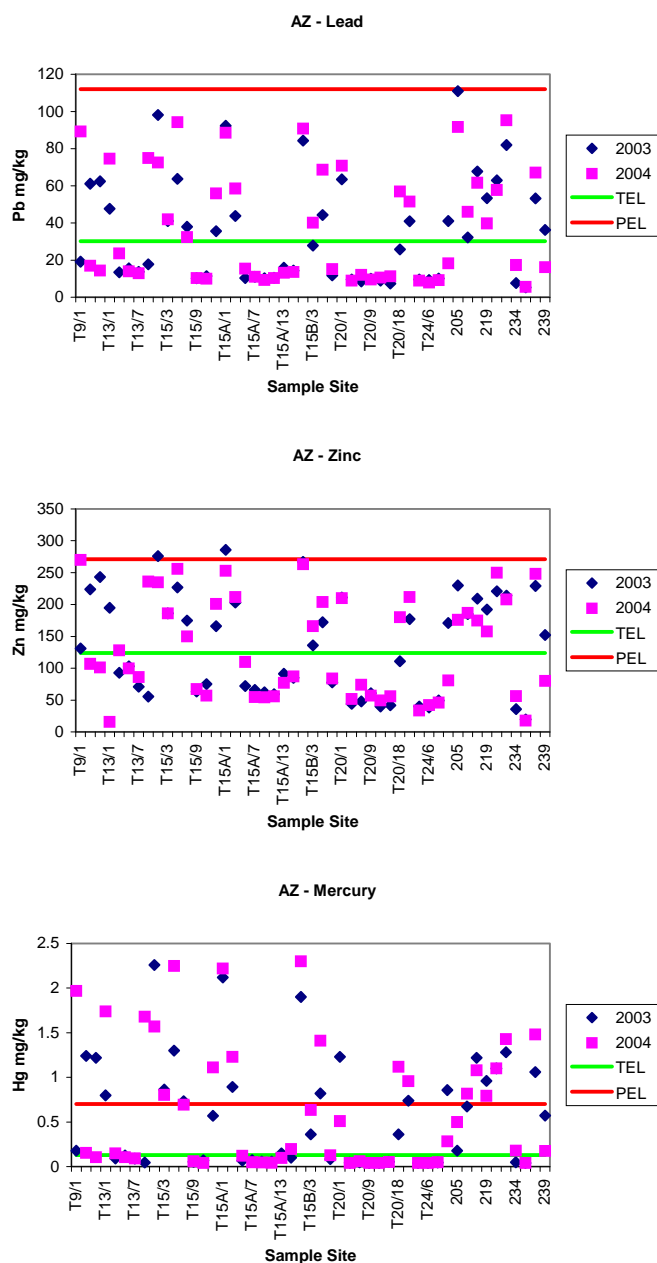 AZ - Lead
Pb mg/kg
120
100
80
60
40
20
0
T9/1
T13/1
T13/7
T15/3
T15/9
T15A/1
T15A/7
T15A/13
T15B/3
T20/1
T20/9
T20/18
T24/6
205
219
234
239
Sample Site
2003
2004
TEL
PEL
AZ - Zinc
Zn mg/kg
350
300
250
200
150
100
50
0
T9/1
T13/1
T13/7
T15/3
T15/9
T15A/1
T15A/7
T15A/13
T15B/3
T20/1
T20/9
T20/18
T24/6
205
219
234
239
Sample Site
2003
2004
TEL
PEL
AZ - Mercury
Hg mg/kg
2.5
2
1.5
1
0.5
0
T9/1
T13/1
T13/7
T15/3
T15/9
T15A/1
T15A/7
T15A/13
T15B/3
T20/1
T20/9
T20/18
T24/6
205
219
234
239
Sample Site
2003
2004
TEL
PEL